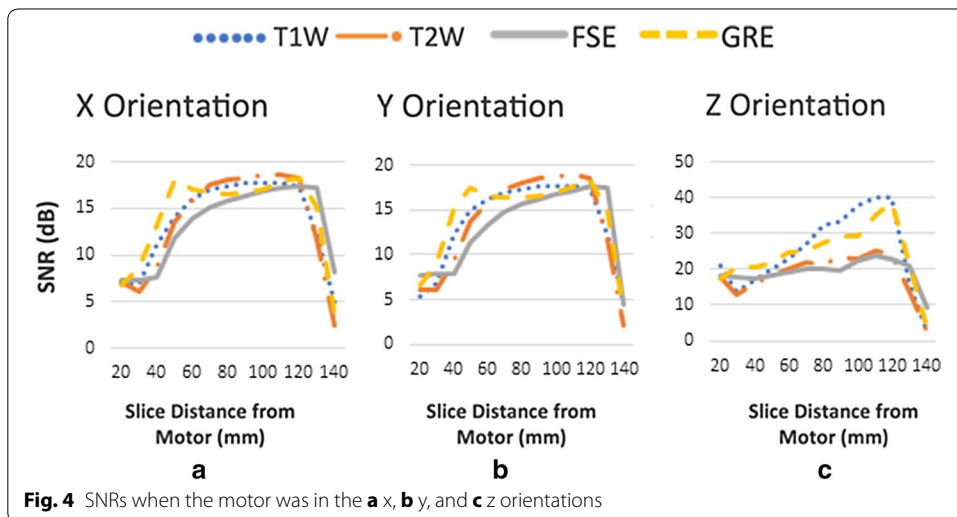 T1W T2W FSE GRE
X Orientation
Y Orientation
Z Orientation
SNR (dB)
20
15
10
5
0
20 40 60 80 100 120 140
Slice Distance from
Motor (mm)
a
20
15
10
5
0
20 40 60 80 100 120 140
Slice Distance from
Motor (mm)
b
50
40
30
20
10
0
20 40 60 80 100 120 140
Slice Distance from
Motor (mm)
c
Fig. 4 SNRs when the motor was in the a x, b y, and c z orientations